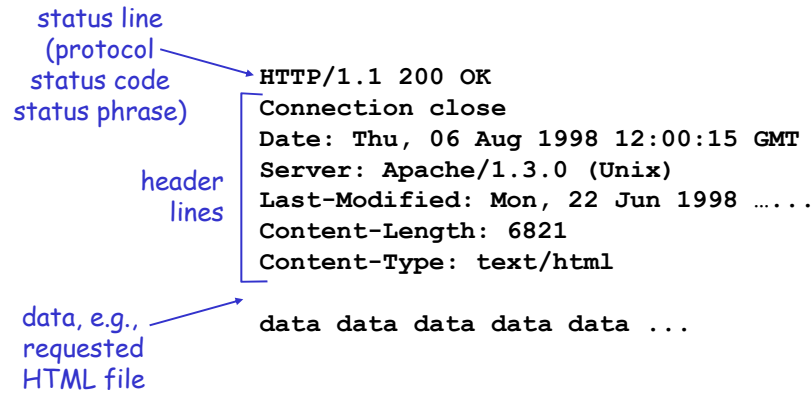 status line
(protocol
status code
status phrase)
HTTP/1.1 200 OK
Connection close
Date: Thu, 06 Aug 1998 12:00:15 GMT
Server: Apache/1.3.0 (Unix)
Last-Modified: Mon, 22 Jun 1998 …...
Content-Length: 6821
Content-Type: text/html
header
lines
data, e.g.,
requested
HTML file
data data data data data ...